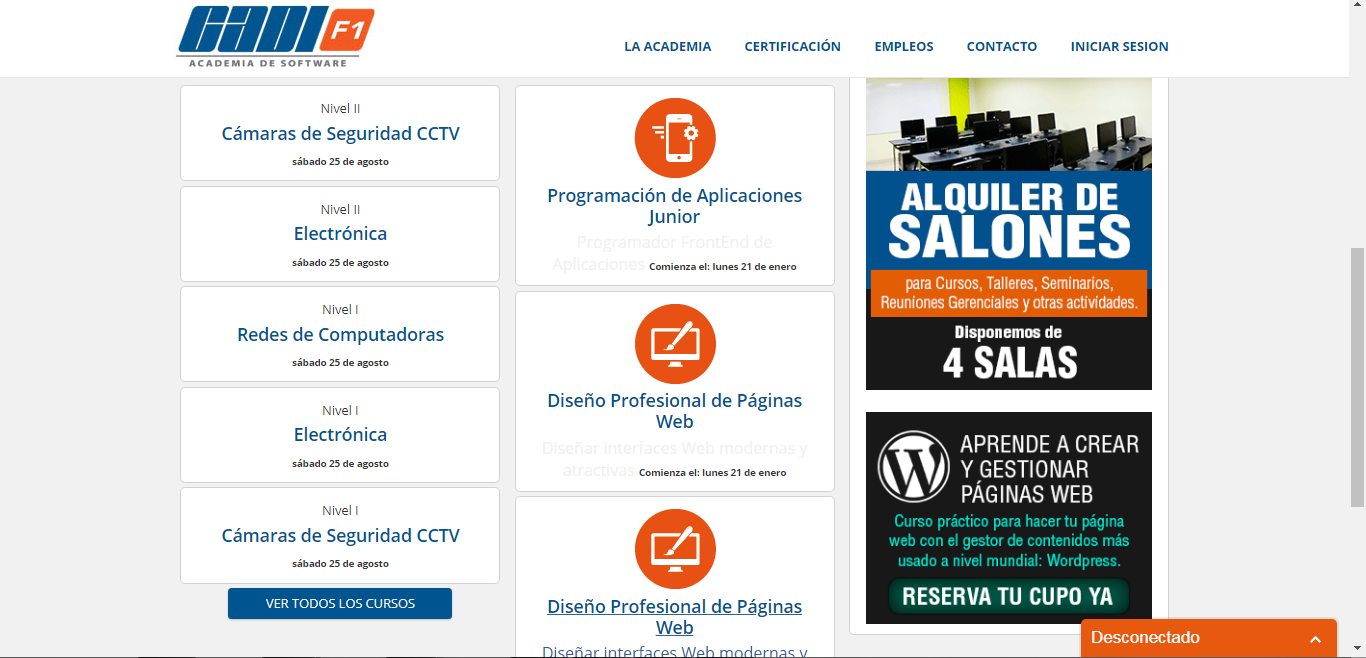 CADI F1
ACADEMIA DE SOFTWARE
LA ACADEMIA
CERTIFICACIÓN
EMPLEOS
CONTACTO
INICIAR SESION
Nivel II
Cámaras de Seguridad CCTV
sábado 25 de agosto
Nivel II
Electrónica
sábado 25 de agosto
Nivel I
Redes de Computadoras
sábado 25 de agosto
Nivel I
Electrónica
sábado 25 de agosto
Nivel I
Cámaras de Seguridad CCTV
sábado 25 de agosto
VER TODOS LOS CURSOS
Programación de Aplicaciones
Junior
Programador FrontEnd de
Aplicaciones Comienza el: lunes 21 de enero
Diseño Profesional de Páginas
Web
Diseñar interfaces Web modernas y
atractivas Comienza el: lunes 21 de enero
Diseño Profesional de Páginas
Web
Diseñar interfaces Web modernas y
ALQUILER DE
SALONES
para Cursos, Talleres, Seminarios,
Reuniones Gerenciales y otras actividades.
Disponemos de
4 SALAS
APRENDE A CREAR
Y GESTIONAR
PÁGINAS WEB
Curso práctico para hacer tu página
web con el gestor de contenidos más
usado a nivel mundial: Wordpress.
RESERVA TU CUPO YA
Desconectado